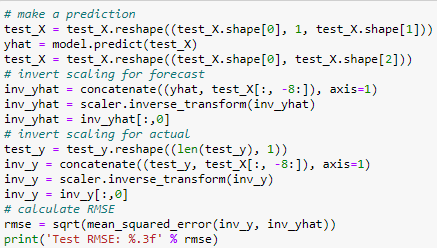 # make a prediction
test_X = test_X.reshape((test_X.shape[0], 1, test_X.shape[1]))
yhat = model.predict(test_X)
test_X = test_X.reshape((test_X.shape[0], test_X.shape[2]))
# invert scaling for forecast
inv_yhat = concatenate((yhat, test_X[:, -8:]), axis=1)
inv_yhat = scaler.inverse_transform(inv_yhat)
inv_yhat = inv_yhat[:,0]
# invert scaling for actual
test_y = test_y.reshape((len(test_y), 1))
inv_y = concatenate((test_y, test_X[:, -8:]), axis=1)
inv_y = scaler.inverse_transform(inv_y)
inv_y = inv_y[:,0]
# calculate RMSE
rmse = sqrt(mean_squared_error(inv_y, inv_yhat))
print('Test RMSE: %.3f' % rmse)